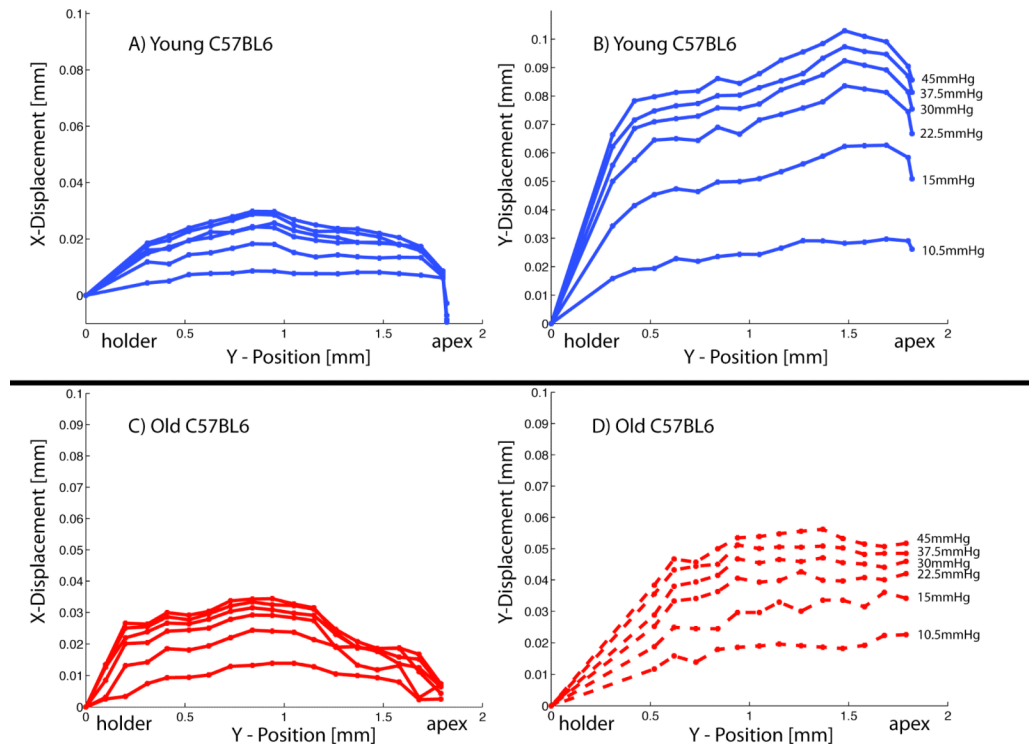 A) Young C57BL6
X-Displacement [mm]
0.1
0.08
0.06
0.04
0.02
0
0 0.5 1 1.5 2
holder apex
Y - Position [mm]
B) Young C57BL6
Y-Displacement [mm]
0.1
0.09
0.08
0.07
0.06
0.05
0.04
0.03
0.02
0.01
0
45mmHg
37.5mmHg
30mmHg
22.5mmHg
15mmHg
10.5mmHg
0 0.5 1 1.5 2
holder apex
Y - Position [mm]
C) Old C57BL6
X-Displacement [mm]
0.1
0.09
0.08
0.07
0.06
0.05
0.04
0.03
0.02
0.01
0
0 0.5 1 1.5 2
holder apex
Y - Position [mm]
D) Old C57BL6
Y-Displacement [mm]
0.1
0.09
0.08
0.07
0.06
0.05
0.04
0.03
0.02
0.01
0
45mmHg
37.5mmHg
30mmHg
22.5mmHg
15mmHg
10.5mmHg
0 0.5 1 1.5 2
holder apex
Y - Position [mm]